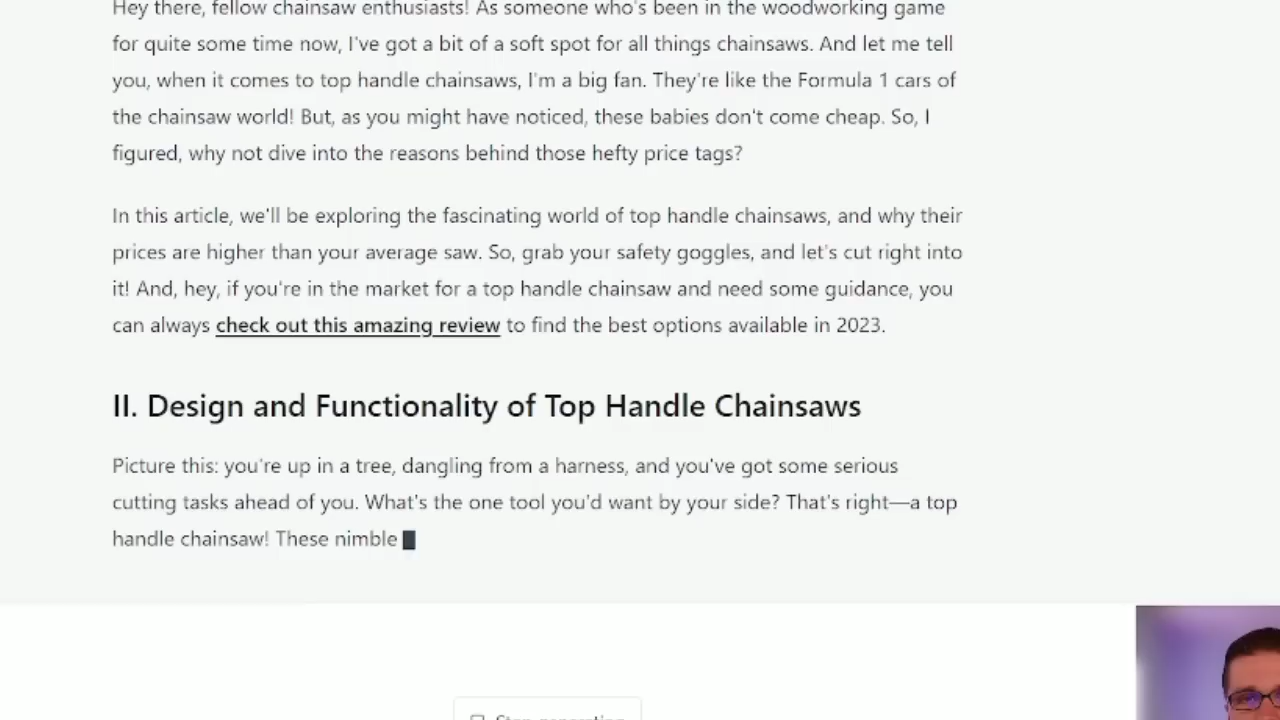 Hey there, fellow chainsaw enthusiasts! As someone who's been in the woodworking game
for quite some time now, I've got a bit of a soft spot for all things chainsaws. And let me tell
you, when it comes to top handle chainsaws, I'm a big fan. They're like the Formula 1 cars of
the chainsaw world! But, as you might have noticed, these babies don't come cheap. So, I
figured, why not dive into the reasons behind those hefty price tags?
In this article, we'll be exploring the fascinating world of top handle chainsaws, and why their
prices are higher than your average saw. So, grab your safety goggles, and let's cut right into
it! And, hey, if you're in the market for a top handle chainsaw and need some guidance, you
can always check out this amazing review to find the best options available in 2023.
II. Design and Functionality of Top Handle Chainsaws
Picture this: you're up in a tree, dangling from a harness, and you've got some serious
cutting tasks ahead of you. What's the one tool you'd want by your side? That's right—a top
handle chainsaw! These nimble
Stop generating